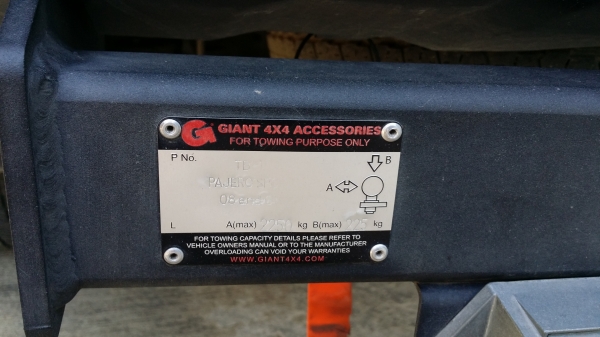 G GIANT 4X4 ACCESSORIES
FOR TOWING PURPOSE ONLY
P No.
B
A
L A(max) kg B(max) kg
FOR TOWING CAPACITY DETAILS PLEASE REFER TO
VEHICLE OWNERS MANUAL OR TO THE MANUFACTURER
OVERLOADING CAN VOID YOUR WARRANTIES
WWW.GIANT4X4.COM